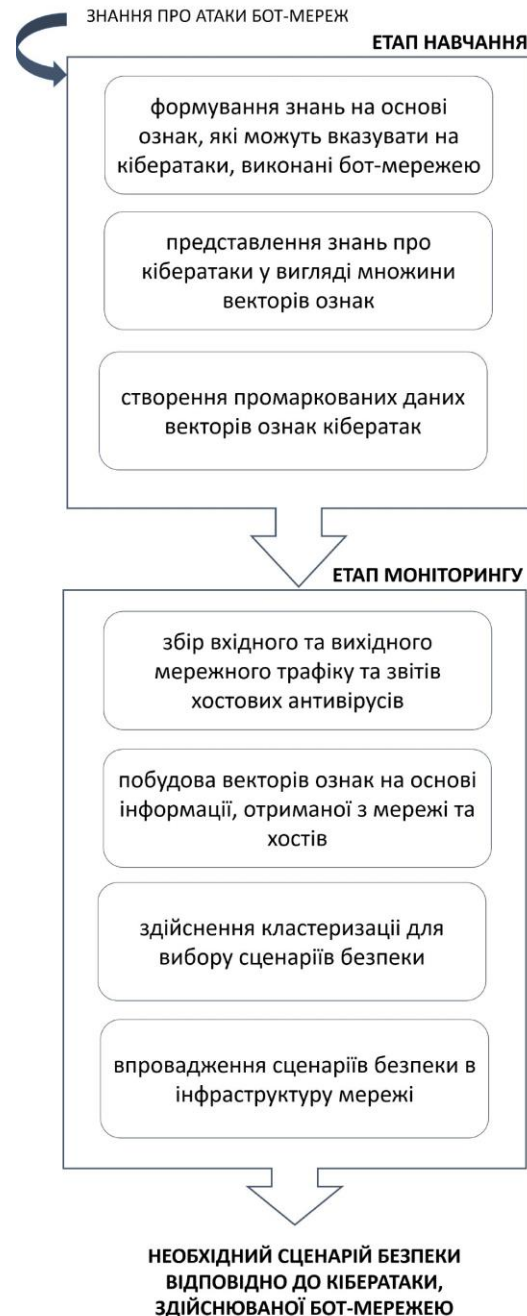 ЗНАННЯ ПРО АТАКИ БОТ-МЕРЕЖ
ЕТАП НАВЧАННЯ
формування знань на основі
ознак, які можуть вказувати на
кібератаки, виконані бот-мережею
представлення знань про
кібератаки у вигляді множини
векторів ознак
створення промаркованих даних
векторів ознак кібератак
ЕТАП МОНІТОРИНГУ
збір вхідного та вихідного
мережного трафіку та звітів
хостових антивірусів
побудова векторів ознак на основі
інформації, отриманої з мережі та
хостів
здійснення кластеризації для
вибору сценаріїв безпеки
впровадження сценаріїв безпеки в
інфраструктуру мережі
НЕОБХІДНИЙ СЦЕНАРІЙ БЕЗПЕКИ
ВІДПОВІДНО ДО КІБЕРАТАКИ,
ЗДІЙСНЮВАНОЇ БОТ-МЕРЕЖЕЮ